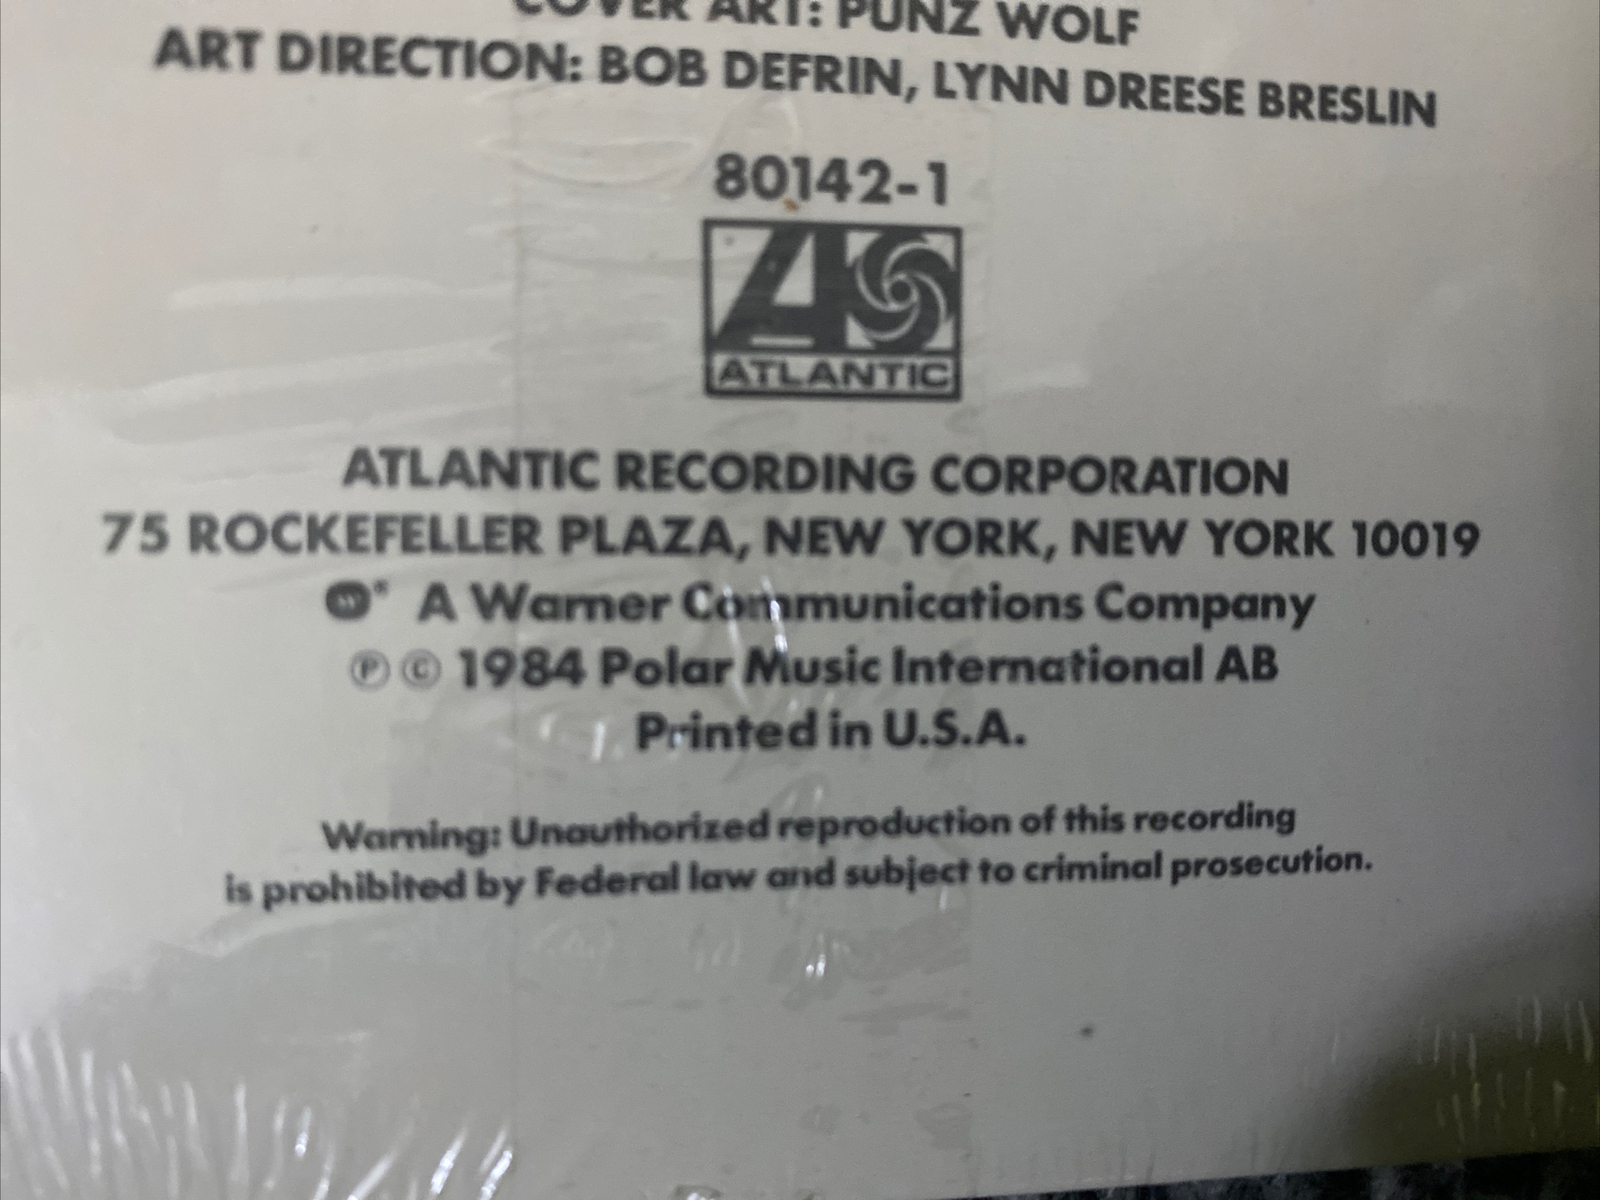 COVER ART: PUNZ WOLF
ART DIRECTION: BOB DEFRIN, LYNN DREESE BRESLIN
80142-1
ATLANTIC
ATLANTIC RECORDING CORPORATION
75 ROCKEFELLER PLAZA, NEW YORK, NEW YORK 10019
A Warner Communications Company
Ⓟ © 1984 Polar Music International AB
Printed in U.S.A.
Warning: Unauthorized reproduction of this recording
is prohibited by Federal law and subject to criminal prosecution.